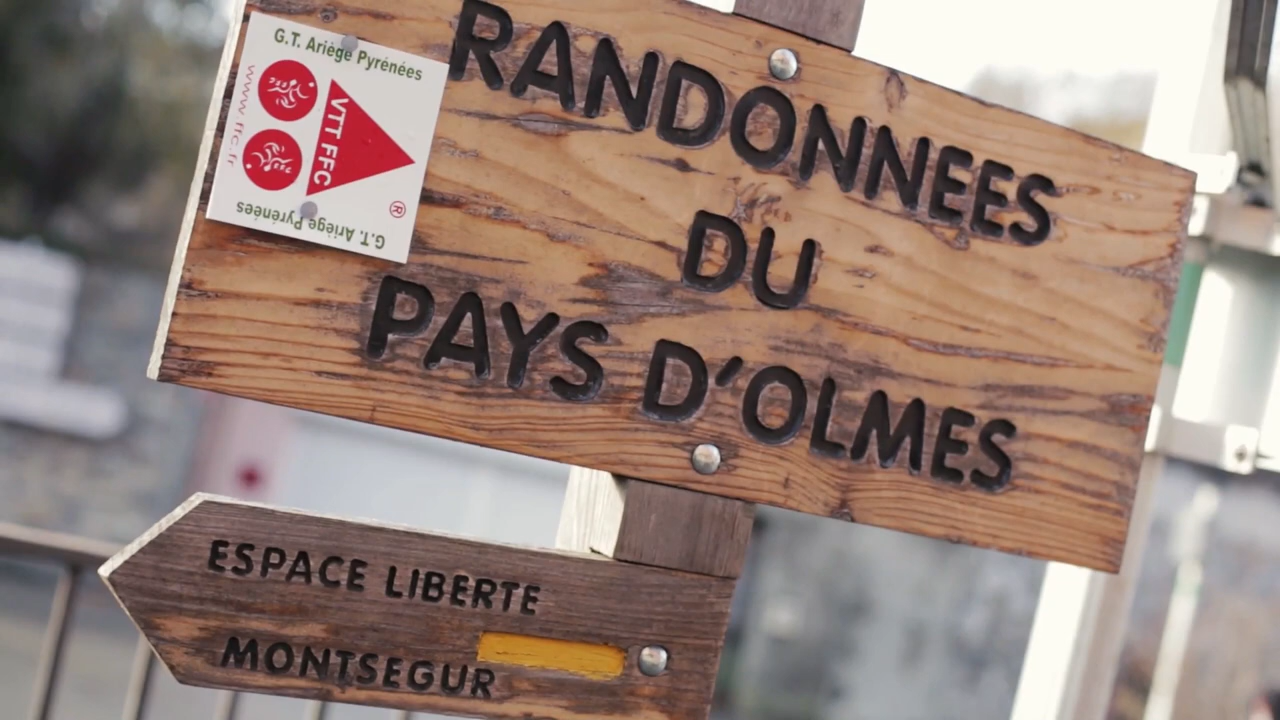 G.T. Ariège Pyrénées
www.ffc.fr
VTT FFC
®
G.T. Ariège Pyrénées
RANDONNEES
DU
PAYS D'OLMES
ESPACE LIBERTE
MONTSEGUR